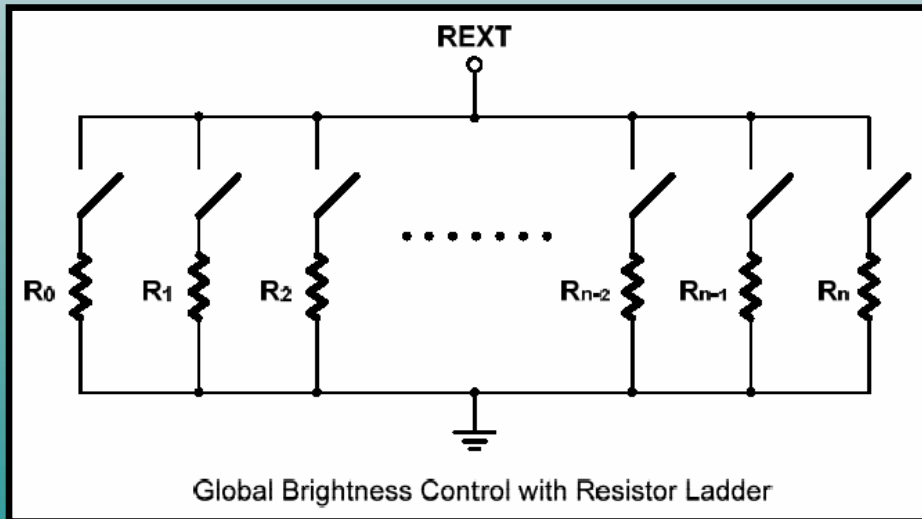 REXT
R0 R1 R2 Rn-2 Rn-1 Rn
Global Brightness Control with Resistor Ladder